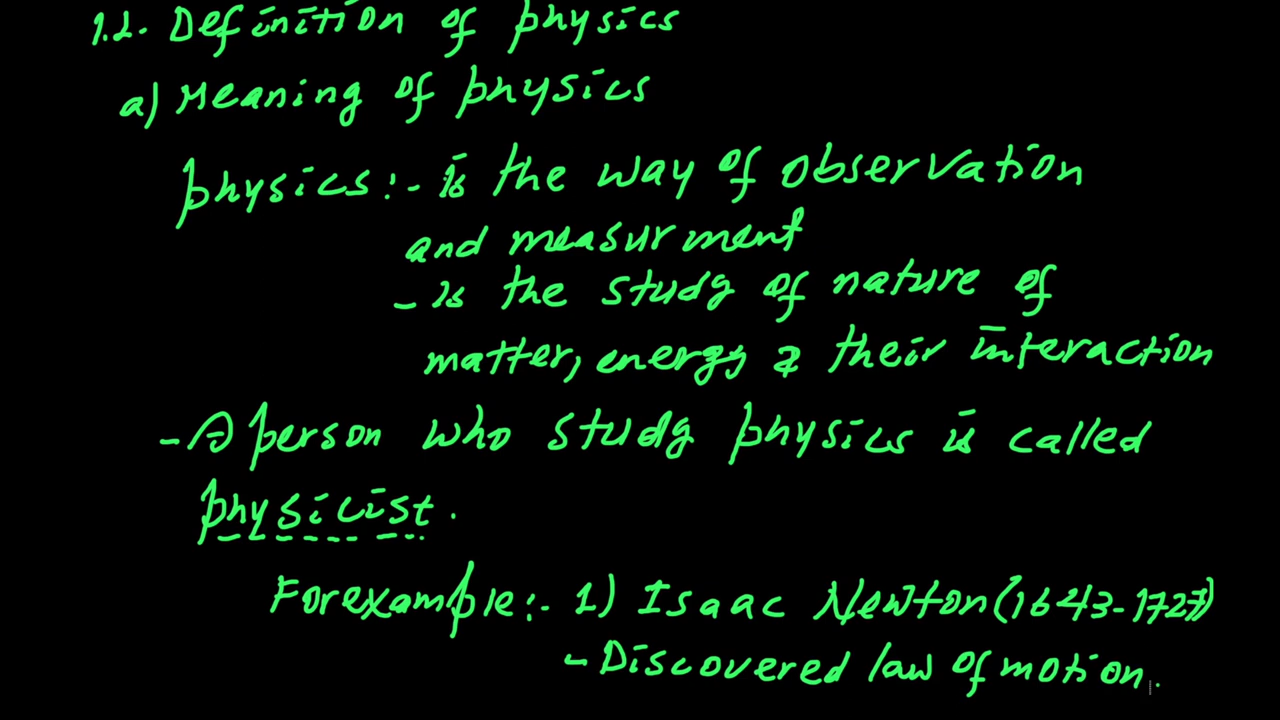 1.1. Definition of physics
a) Meaning of physics
physics:- is the way of observation
and measurment
- is the study of nature of
matter, energy & their interaction
- A person who study physics is called
physicist.
For example:- 1) Isaac Newton (1643-1727)
- Discovered law of motion.